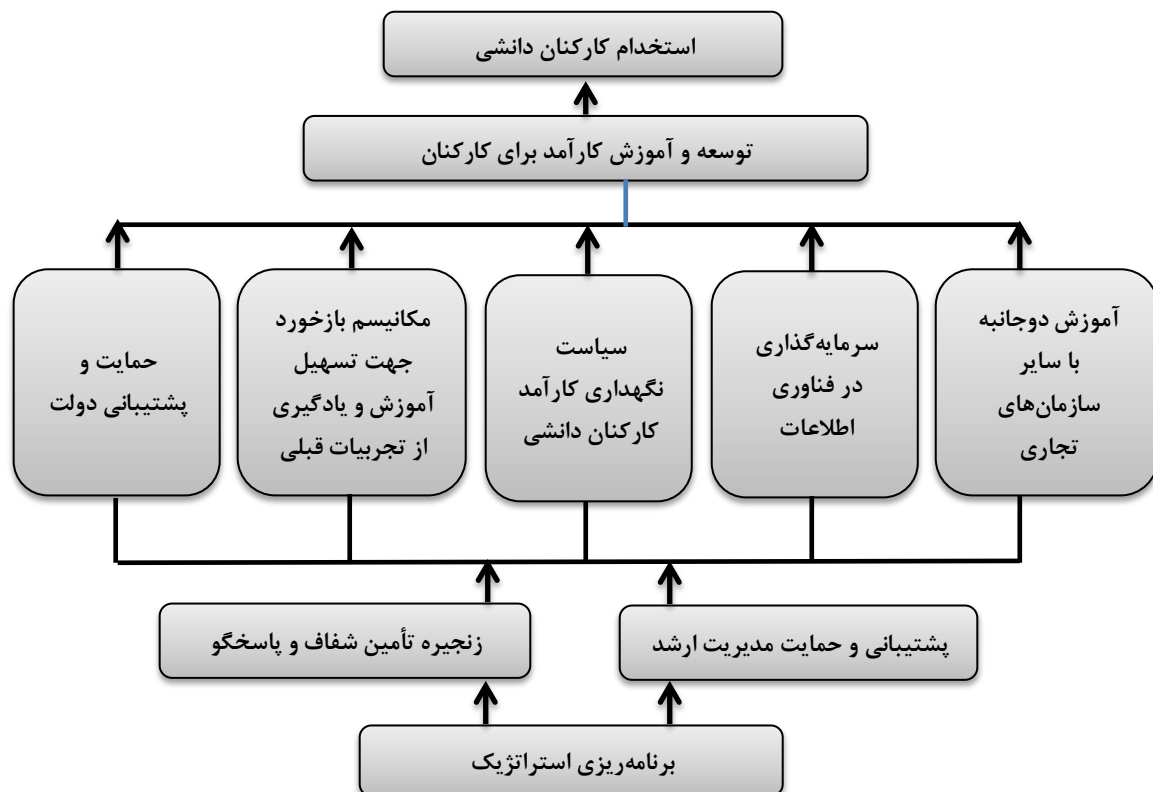 استخدام کارکنان دانشی
توسعه و آموزش کارآمد برای کارکنان
آموزش دوجانبه
با سایر
سازمان‌های
تجاری
سرمایه‌گذاری
در فناوری
اطلاعات
سیاست
نگهداری کارآمد
کارکنان دانشی
مکانیسم بازخورد
جهت تسهیل
آموزش و یادگیری
از تجربیات قبلی
حمایت و
پشتیبانی دولت
پشتیبانی و حمایت مدیریت ارشد
زنجیره تأمین شفاف و پاسخگو
برنامه‌ریزی استراتژیک